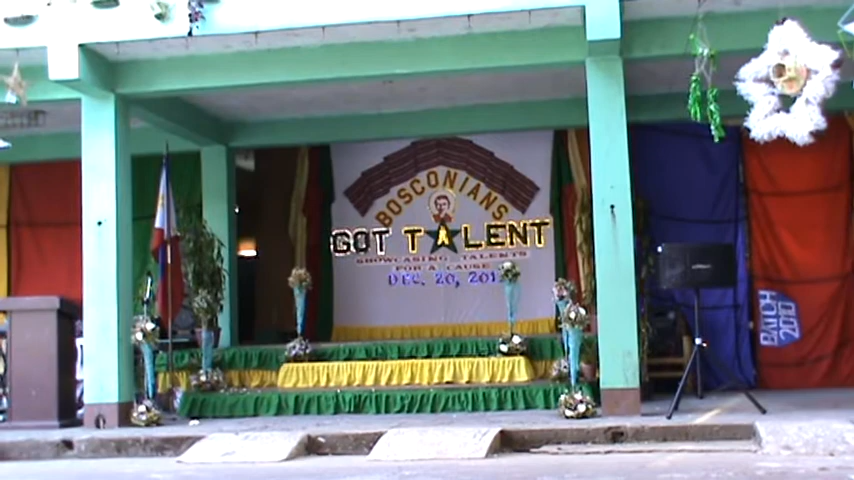 BOSCONIANS
GOT TALENT
SHOWCASING TALENTS
FOR A CAUSE
DEC. 20, 2012
BATCH
2010